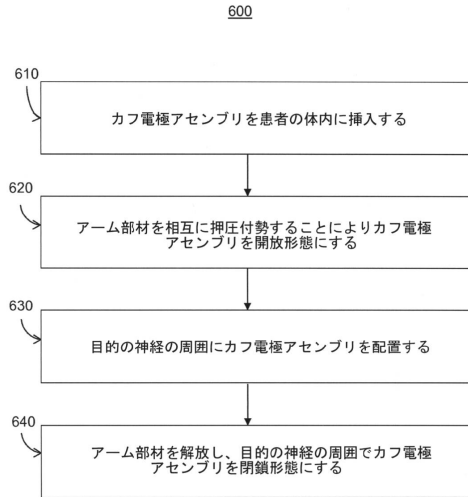 600
610
カフ電極アセンブリを患者の体内に挿入する
620
アーム部材を相互に押圧付勢することによりカフ電極
アセンブリを開放形態にする
630
目的の神経の周囲にカフ電極アセンブリを配置する
640
アーム部材を解放し、目的の神経の周囲でカフ電極
アセンブリを閉鎖形態にする